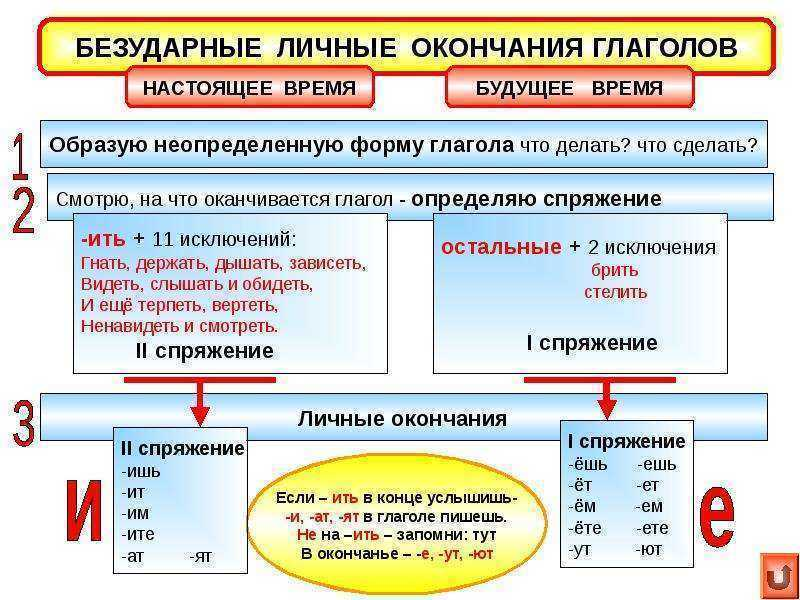 БЕЗУДАРНЫЕ ЛИЧНЫЕ ОКОНЧАНИЯ ГЛАГОЛОВ
НАСТОЯЩЕЕ ВРЕМЯ
БУДУЩЕЕ ВРЕМЯ
1
Образую неопределенную форму глагола что делать? что сделать?
2
Смотрю, на что оканчивается глагол - определяю спряжение
-ить + 11 исключений:
Гнать, держать, дышать, зависеть,
Видеть, слышать и обидеть,
И ещё терпеть, вертеть,
Ненавидеть и смотреть.
II спряжение
остальные + 2 исключения
брить
стелить
I спряжение
3
Личные окончания
и
II спряжение
-ишь
-ит
-им
-ите
-ат -ят
Если – ить в конце услышишь-
-и, -ат, -ят в глаголе пишешь.
Не на –ить – запомни: тут
В окончанье – -е, -ут, -ют
I спряжение
-ёшь -ешь
-ёт -ет
-ём -ем
-ёте -ете
-ут -ют
е